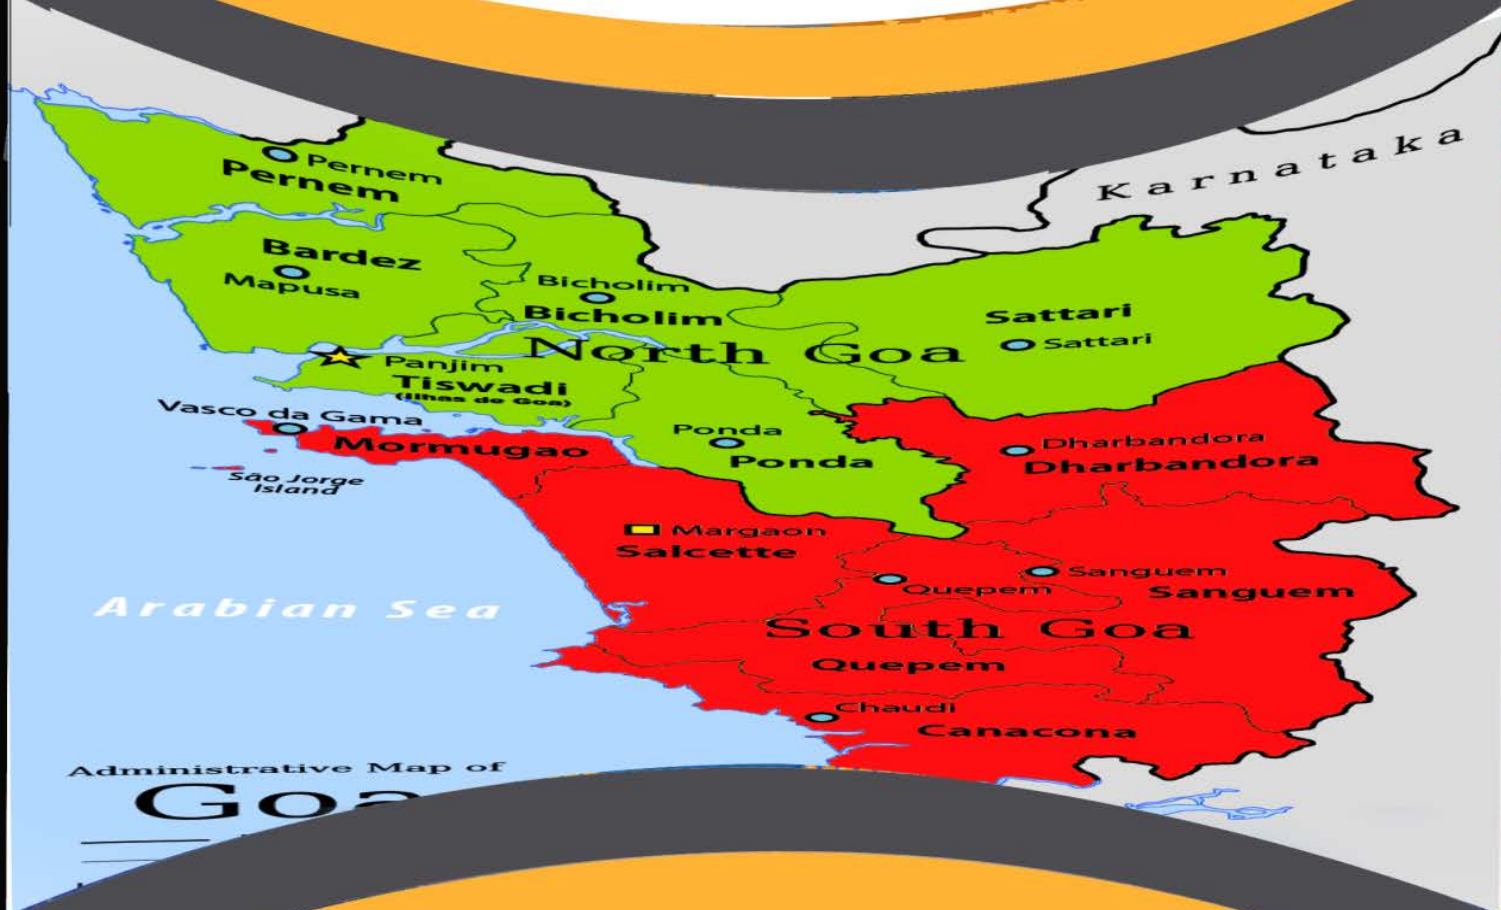 Karnataka
Pernem
Pernem
Bardez
Mapusa
Bicholim
Bicholim
Sattari
Sattari
North Goa
Panjim
Tiswadi
(Ilhas de Goa)
Vasco da Gama
Mormugao
Ponda
Ponda
Dharbandora
Dharbandora
São Jorge
Island
Margaon
Salcette
Sanguem
Sanguem
Quepem
Arabian Sea
South Goa
Quepem
Chaudi
Canacona
Administrative Map of
Goa